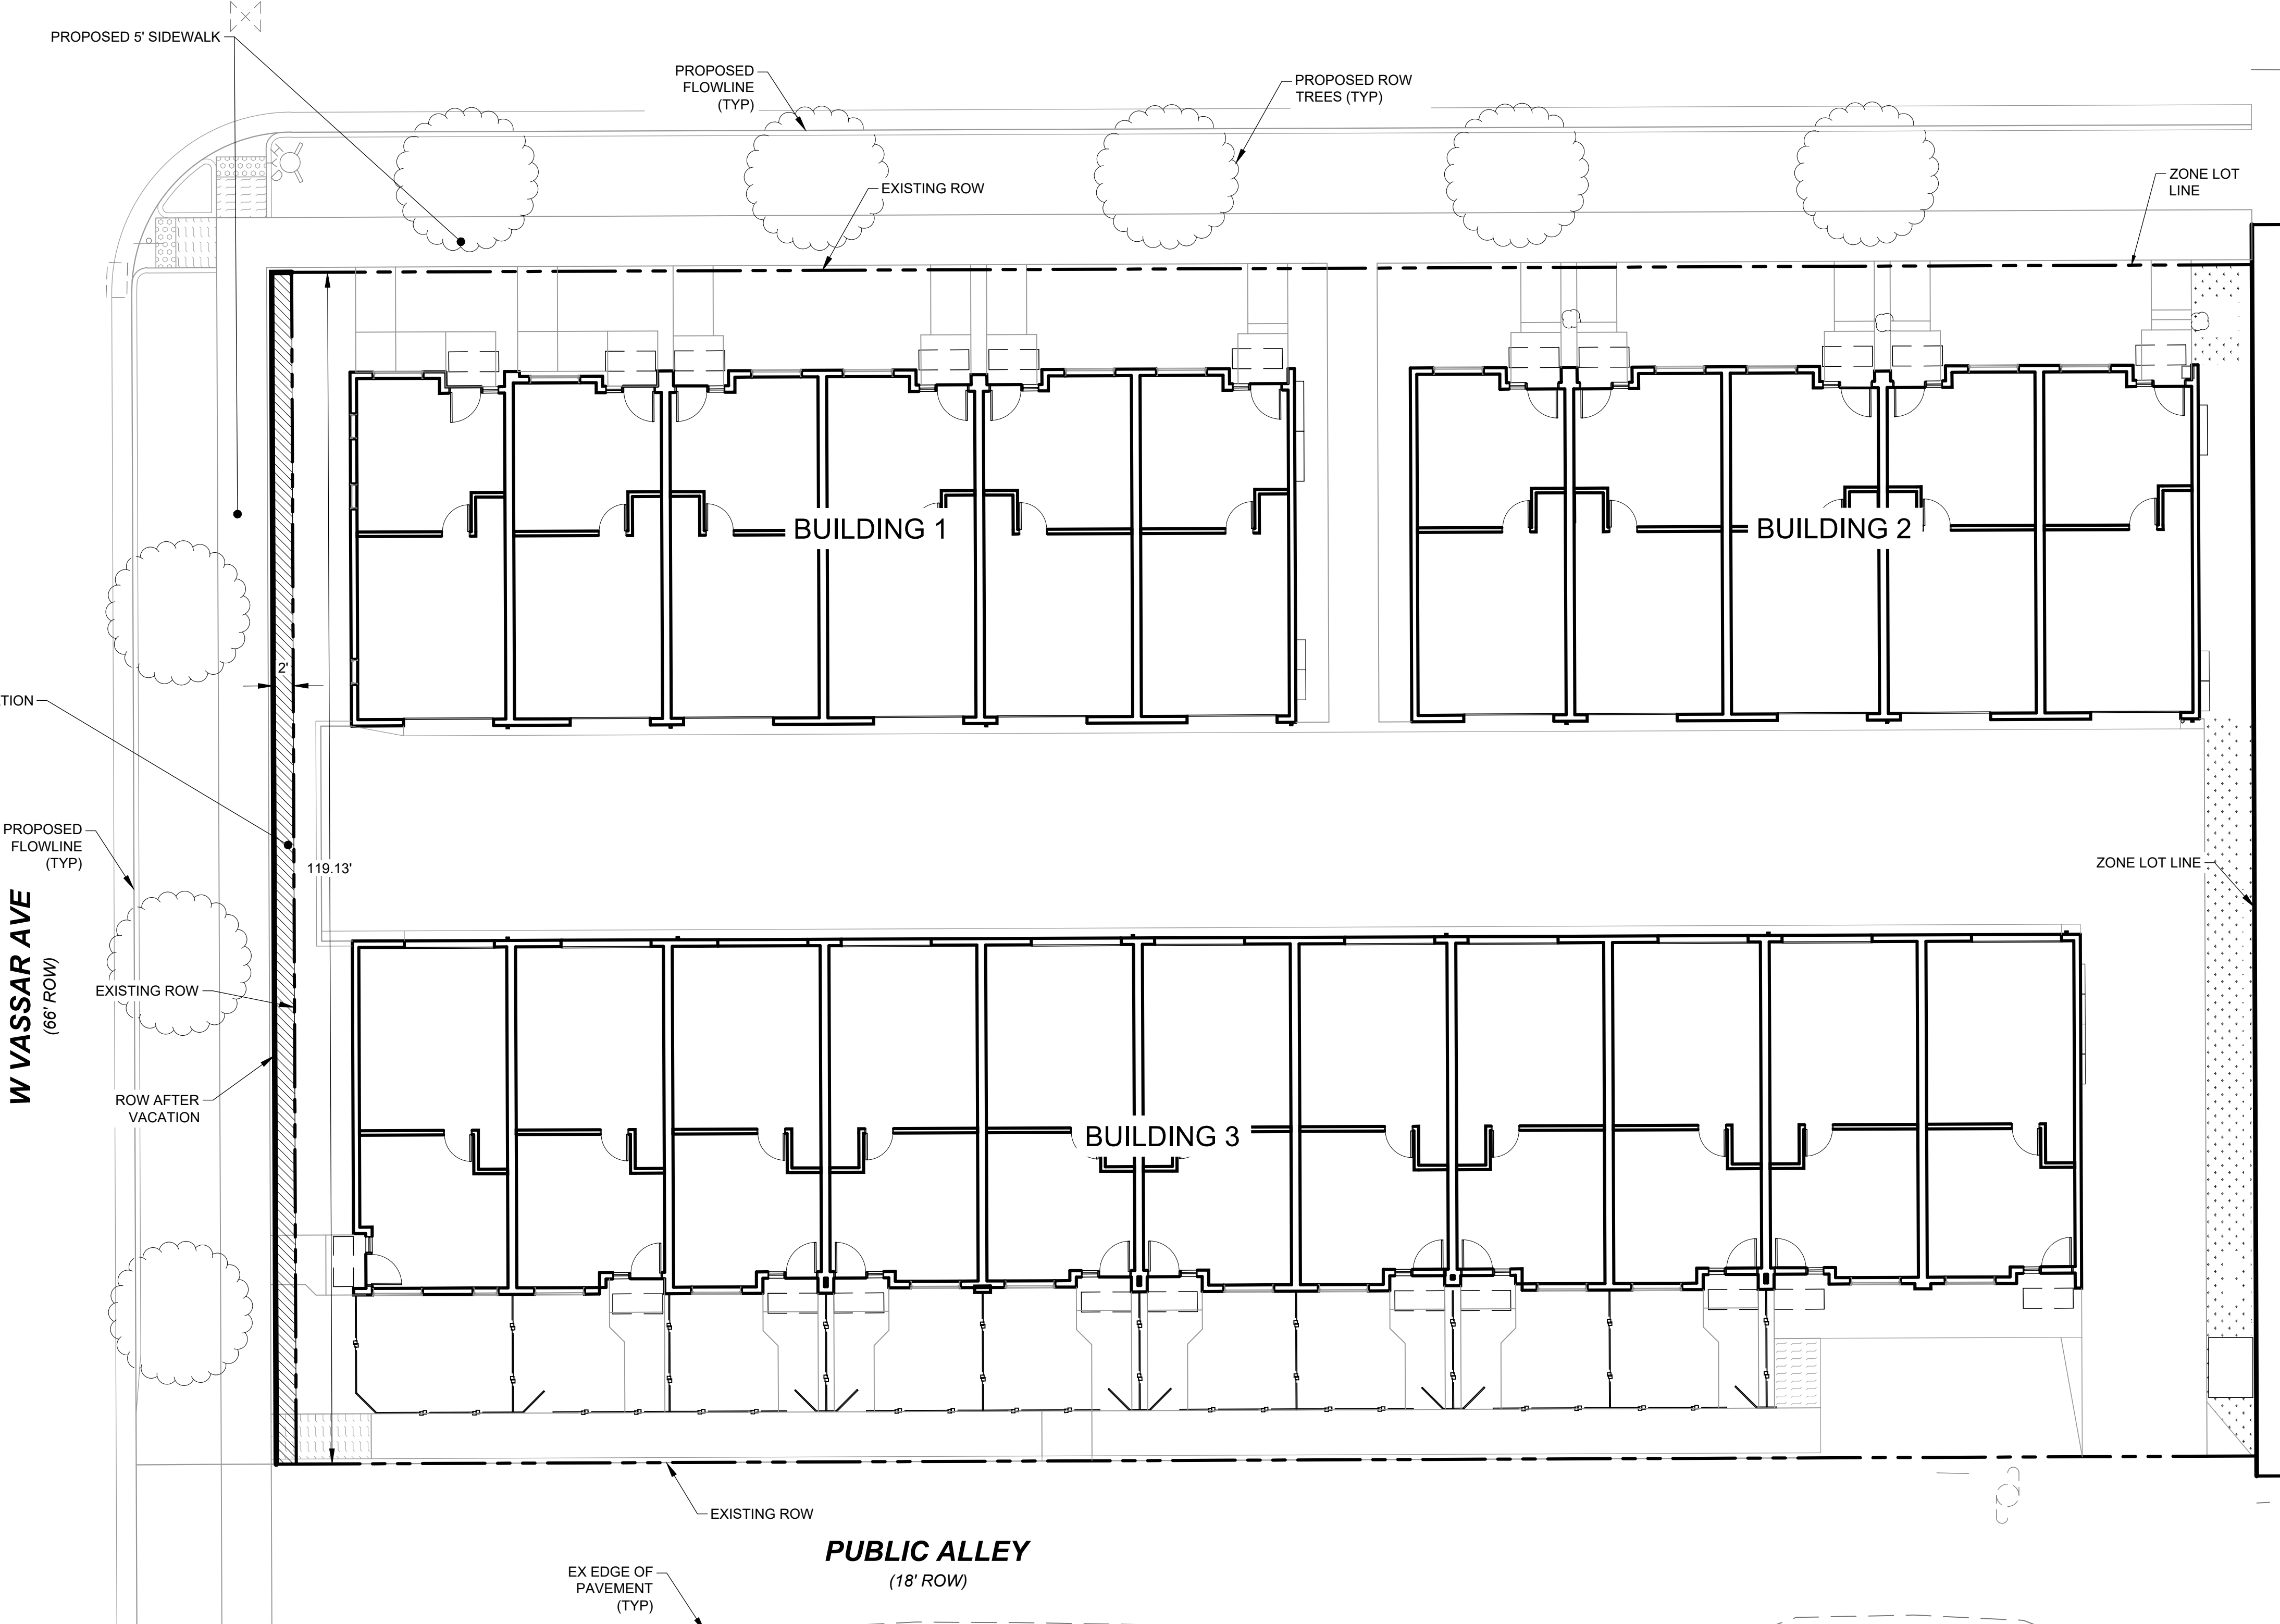 PROPOSED 5' SIDEWALK
PROPOSED
FLOWLINE
(TYP)
PROPOSED ROW
TREES (TYP)
EXISTING ROW
ZONE LOT
LINE
BUILDING 1
BUILDING 2
2'
TION
PROPOSED
FLOWLINE
(TYP)
119.13'
ZONE LOT LINE
W VASSAR AVE
(66' ROW)
EXISTING ROW
ROW AFTER
VACATION
BUILDING 3
EXISTING ROW
PUBLIC ALLEY
(18' ROW)
EX EDGE OF
PAVEMENT
(TYP)